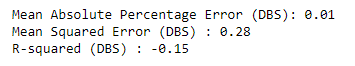 Mean Absolute Percentage Error (DBS): 0.01
Mean Squared Error (DBS) : 0.28
R-squared (DBS) : -0.15